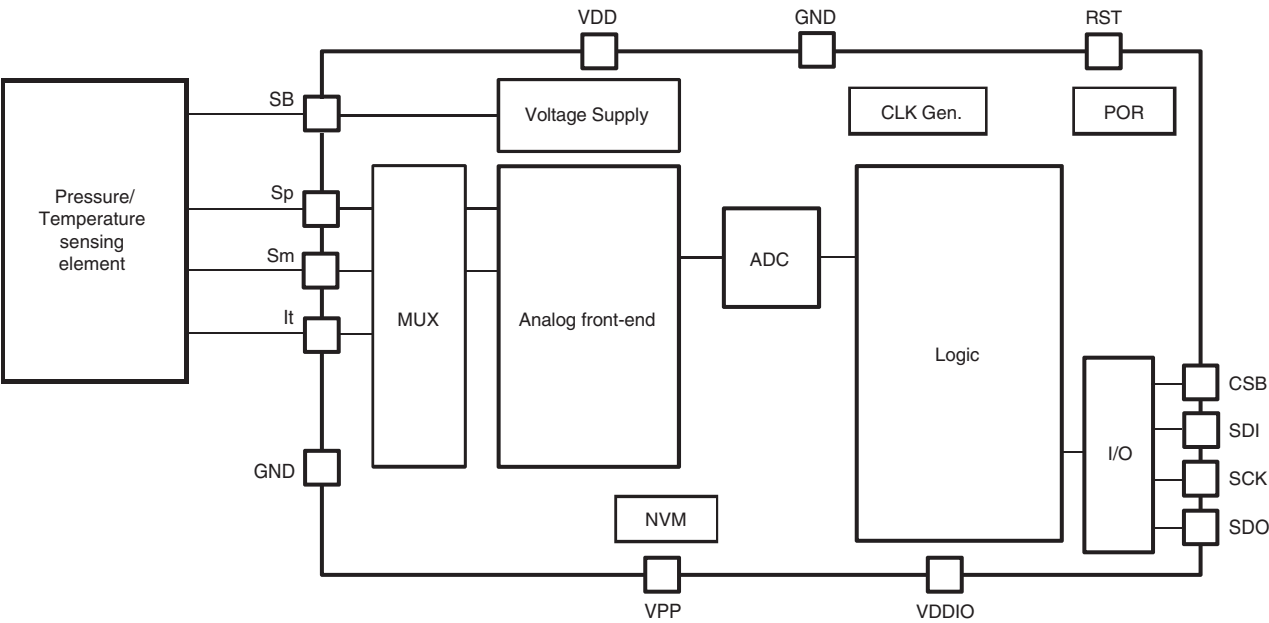 VDD
GND
RST
SB
Voltage Supply
CLK Gen.
POR
Pressure/
Temperature
sensing
element
Sp
Sm
It
MUX
Analog front-end
ADC
Logic
I/O
CSB
SDI
SCK
SDO
GND
NVM
VPP
VDDIO